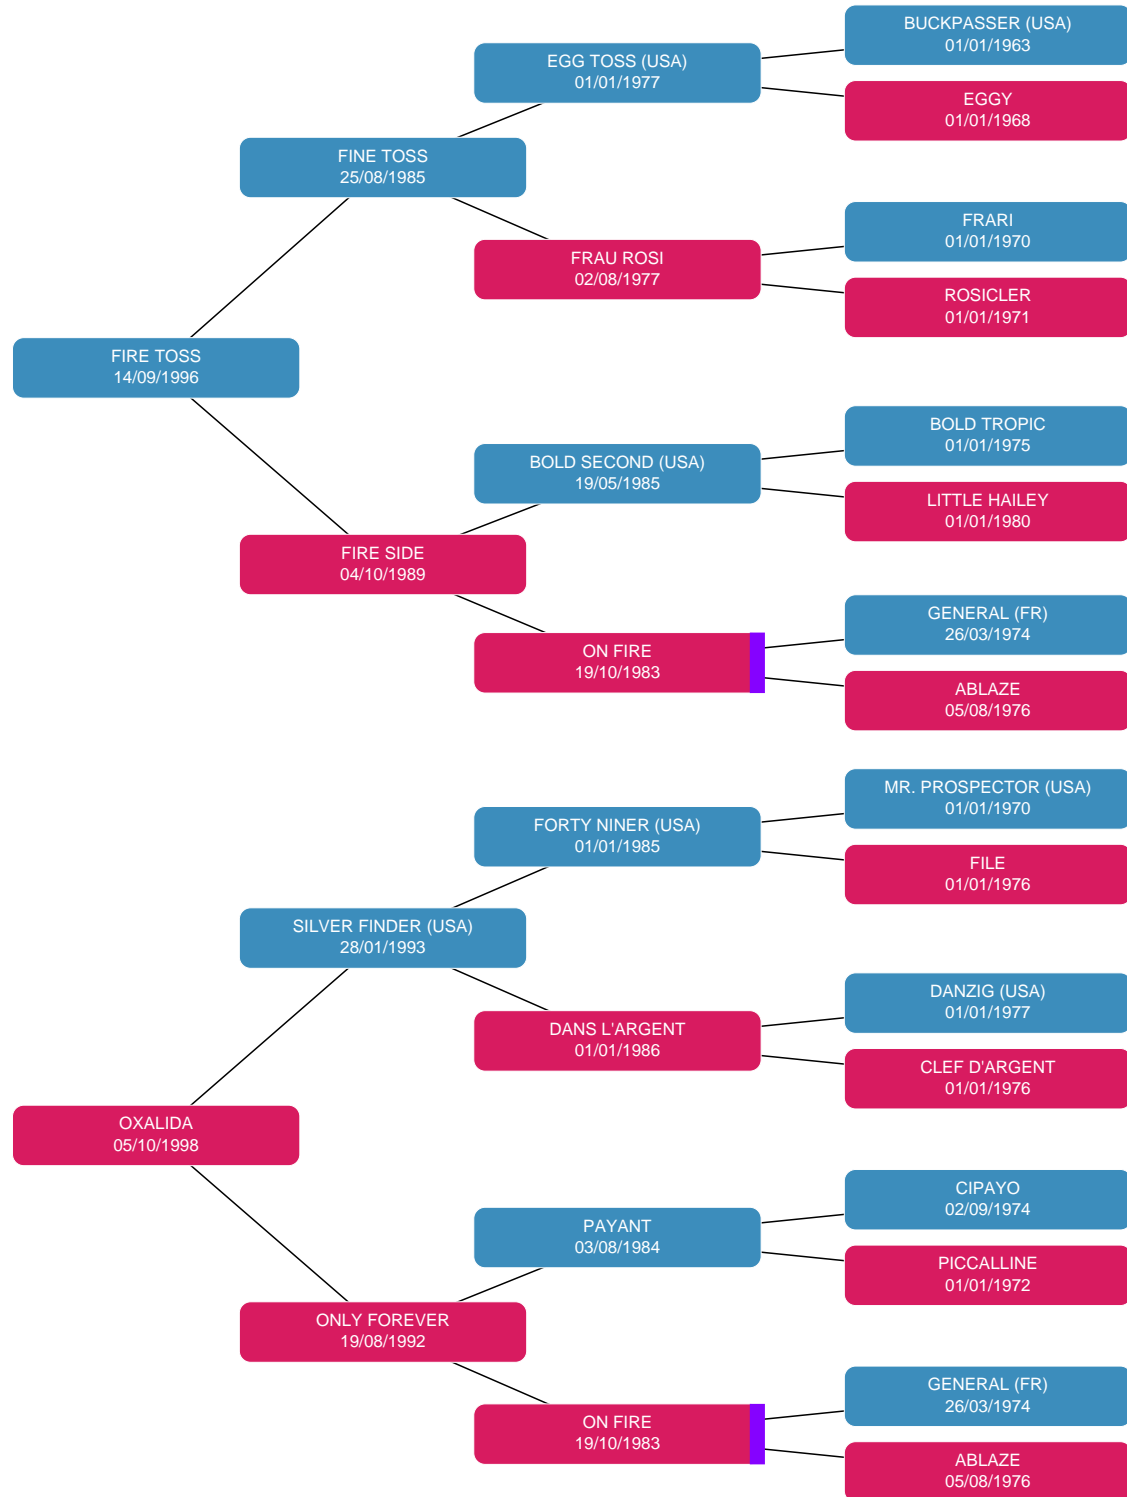 BUCKPASSER (USA)
01/01/1963
EGG TOSS (USA)
01/01/1977
EGGY
01/01/1968
FINE TOSS
25/08/1985
FRARI
01/01/1970
FRAU ROSI
02/08/1977
ROSICLER
01/01/1971
FIRE TOSS
14/09/1996
BOLD TROPIC
01/01/1975
BOLD SECOND (USA)
19/05/1985
LITTLE HAILEY
01/01/1980
FIRE SIDE
04/10/1989
GENERAL (FR)
26/03/1974
ON FIRE
19/10/1983
ABLAZE
05/08/1976
MR. PROSPECTOR (USA)
01/01/1970
FORTY NINER (USA)
01/01/1985
FILE
01/01/1976
SILVER FINDER (USA)
28/01/1993
DANZIG (USA)
01/01/1977
DANS L'ARGENT
01/01/1986
CLEF D'ARGENT
01/01/1976
OXALIDA
05/10/1998
CIPAYO
02/09/1974
PAYANT
03/08/1984
PICCALLINE
01/01/1972
ONLY FOREVER
19/08/1992
GENERAL (FR)
26/03/1974
ON FIRE
19/10/1983
ABLAZE
05/08/1976